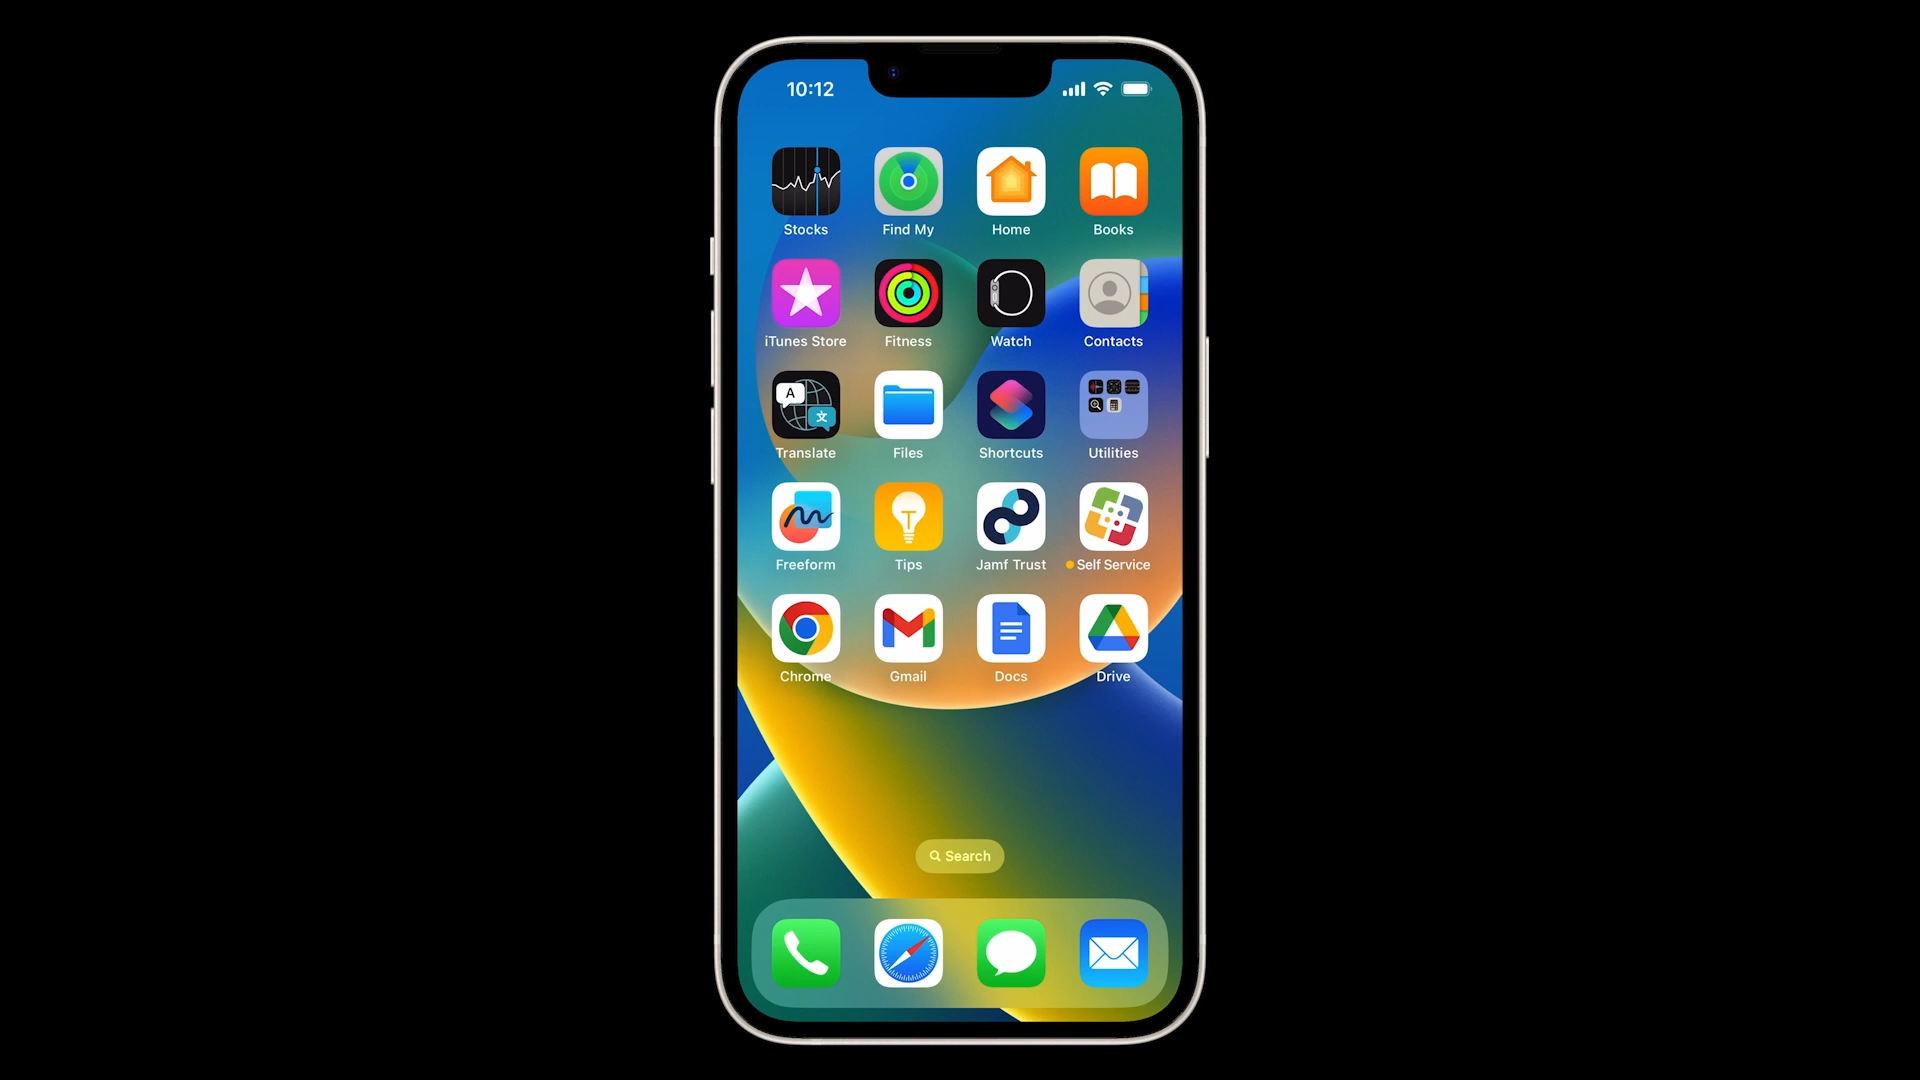 10:12
Stocks
Find My
Home
Books
iTunes Store
Fitness
Watch
Contacts
A
文
Translate
Files
Shortcuts
Utilities
Freeform
Tips
Jamf Trust
Self Service
Chrome
Gmail
Docs
Drive
Search